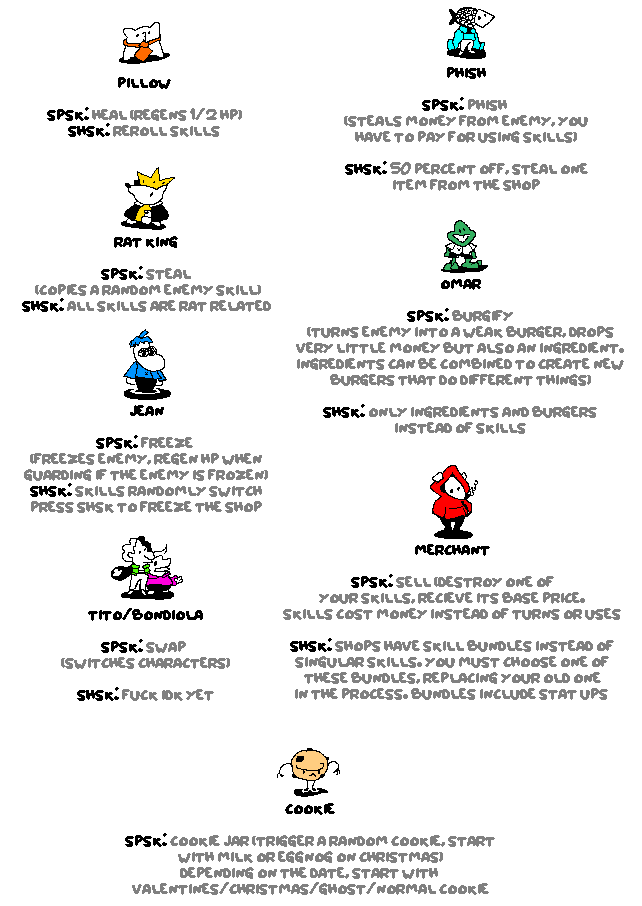 PILLOW
SPSK: HEAL (REGENS 1/2 HP)
SHSK: REROLL SKILLS
RAT KING
SPSK: STEAL
(COPIES A RANDOM ENEMY SKILL)
SHSK: ALL SKILLS ARE RAT RELATED
JEAN
SPSK: FREEZE
(FREEZES ENEMY, REGEN HP WHEN
GUARDING IF THE ENEMY IS FROZEN)
SHSK: SKILLS RANDOMLY SWITCH
PRESS SHSK TO FREEZE THE SHOP
TITO/BONDIOLA
SPSK: SWAP
(SWITCHES CHARACTERS)
SHSK: FUCK IDK YET
PHISH
SPSK: PHISH
(STEALS MONEY FROM ENEMY, YOU
HAVE TO PAY FOR USING SKILLS)
SHSK: 50 PERCENT OFF, STEAL ONE
ITEM FROM THE SHOP
OMAR
SPSK: BURGIFY
(TURNS ENEMY INTO A WEAK BURGER, DROPS
VERY LITTLE MONEY BUT ALSO AN INGREDIENT.
INGREDIENTS CAN BE COMBINED TO CREATE NEW
BURGERS THAT DO DIFFERENT THINGS)
SHSK: ONLY INGREDIENTS AND BURGERS
INSTEAD OF SKILLS
MERCHANT
SPSK: SELL (DESTROY ONE OF
YOUR SKILLS, RECIEVE ITS BASE PRICE.
SKILLS COST MONEY INSTEAD OF TURNS OR USES
SHSK: SHOPS HAVE SKILL BUNDLES INSTEAD OF
SINGULAR SKILLS. YOU MUST CHOOSE ONE OF
THESE BUNDLES, REPLACING YOUR OLD ONE
IN THE PROCESS. BUNDLES INCLUDE STAT UPS
COOKIE
SPSK: COOKIE JAR (TRIGGER A RANDOM COOKIE, START
WITH MILK OR EGGNOG ON CHRISTMAS)
DEPENDING ON THE DATE, START WITH
VALENTINES/CHRISTMAS/GHOST/NORMAL COOKIE